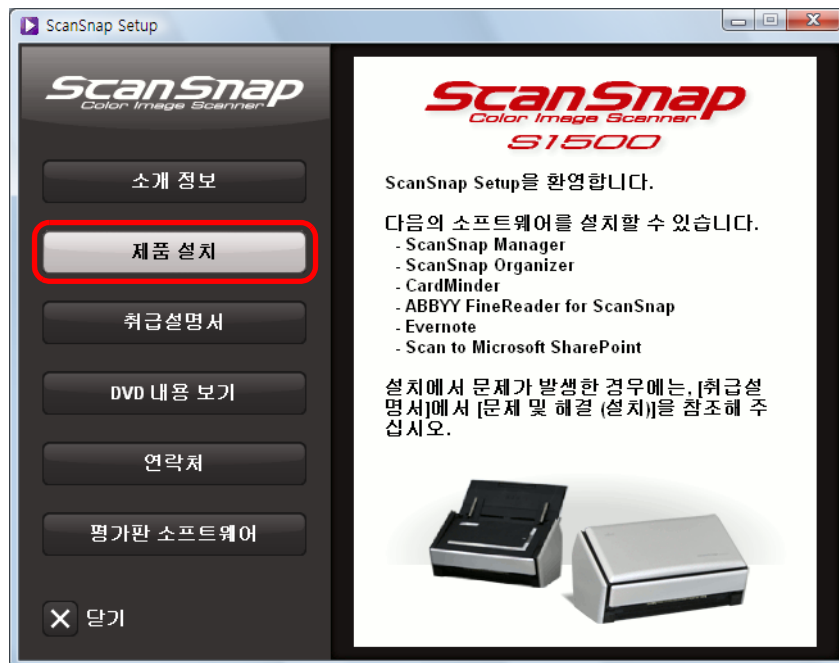 ScanSnap Setup
ScanSnap
Color Image Scanner
소개 정보
제품 설치
취급설명서
DVD 내용 보기
연락처
평가판 소프트웨어
닫기
ScanSnap
Color Image Scanner
S1500
ScanSnap Setup을 환영합니다.
다음의 소프트웨어를 설치할 수 있습니다.
- ScanSnap Manager
- ScanSnap Organizer
- CardMinder
- ABBYY FineReader for ScanSnap
- Evernote
- Scan to Microsoft SharePoint
설치에서 문제가 발생한 경우에는, [취급설
명서]에서 [문제 및 해결 (설치)]을 참조해 주
십시오.